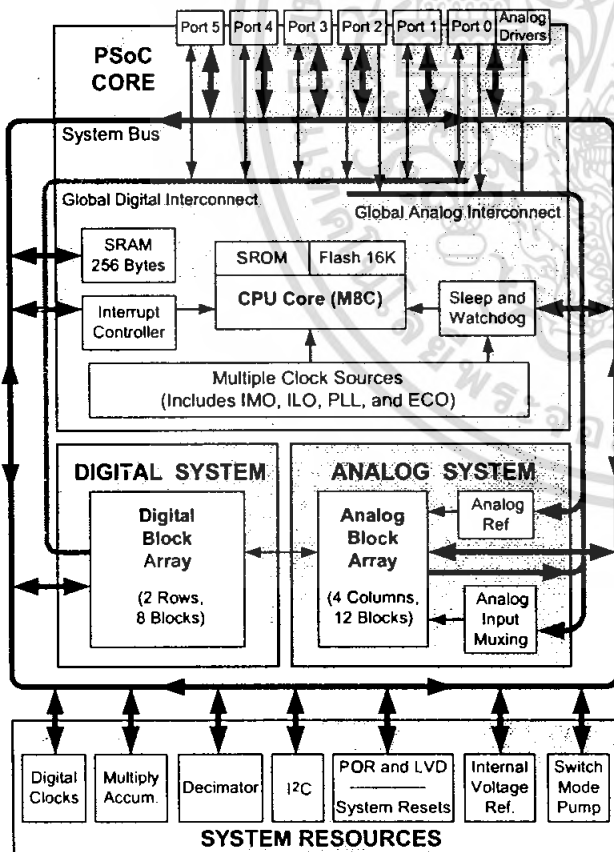 Port 5 Port 4 Port 3 Port 2 Port 1 Port 0 Analog Drivers
PSoC
CORE
System Bus
Global Digital Interconnect
Global Analog Interconnect
SRAM
256 Bytes
SROM Flash 16K
CPU Core (M8C)
Interrupt
Controller
Sleep and
Watchdog
Multiple Clock Sources
(Includes IMO, ILO, PLL, and ECO)
DIGITAL SYSTEM
Digital
Block
Array
(2 Rows,
8 Blocks)
ANALOG SYSTEM
Analog
Block
Array
(4 Columns,
12 Blocks)
Analog
Ref
Analog
Input
Muxing
Digital
Clocks
Multiply
Accum.
Decimator
I²C
POR and LVD
System Resets
Internal
Voltage
Ref.
Switch
Mode
Pump
SYSTEM RESOURCES